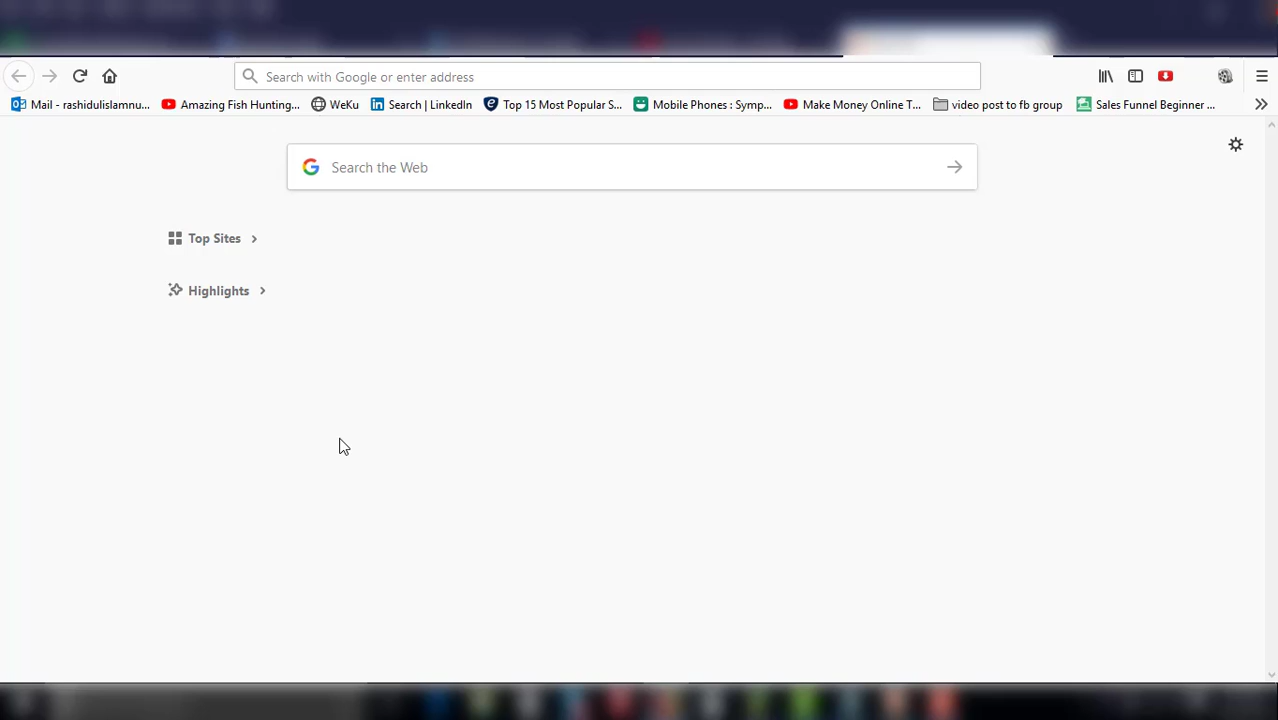 Search with Google or enter address
Mail - rashidulislamnu... Amazing Fish Hunting... WeKu Search | LinkedIn Top 15 Most Popular S... Mobile Phones : Symp... Make Money Online T... video post to fb group Sales Funnel Beginner ...
Search the Web
Top Sites
Highlights